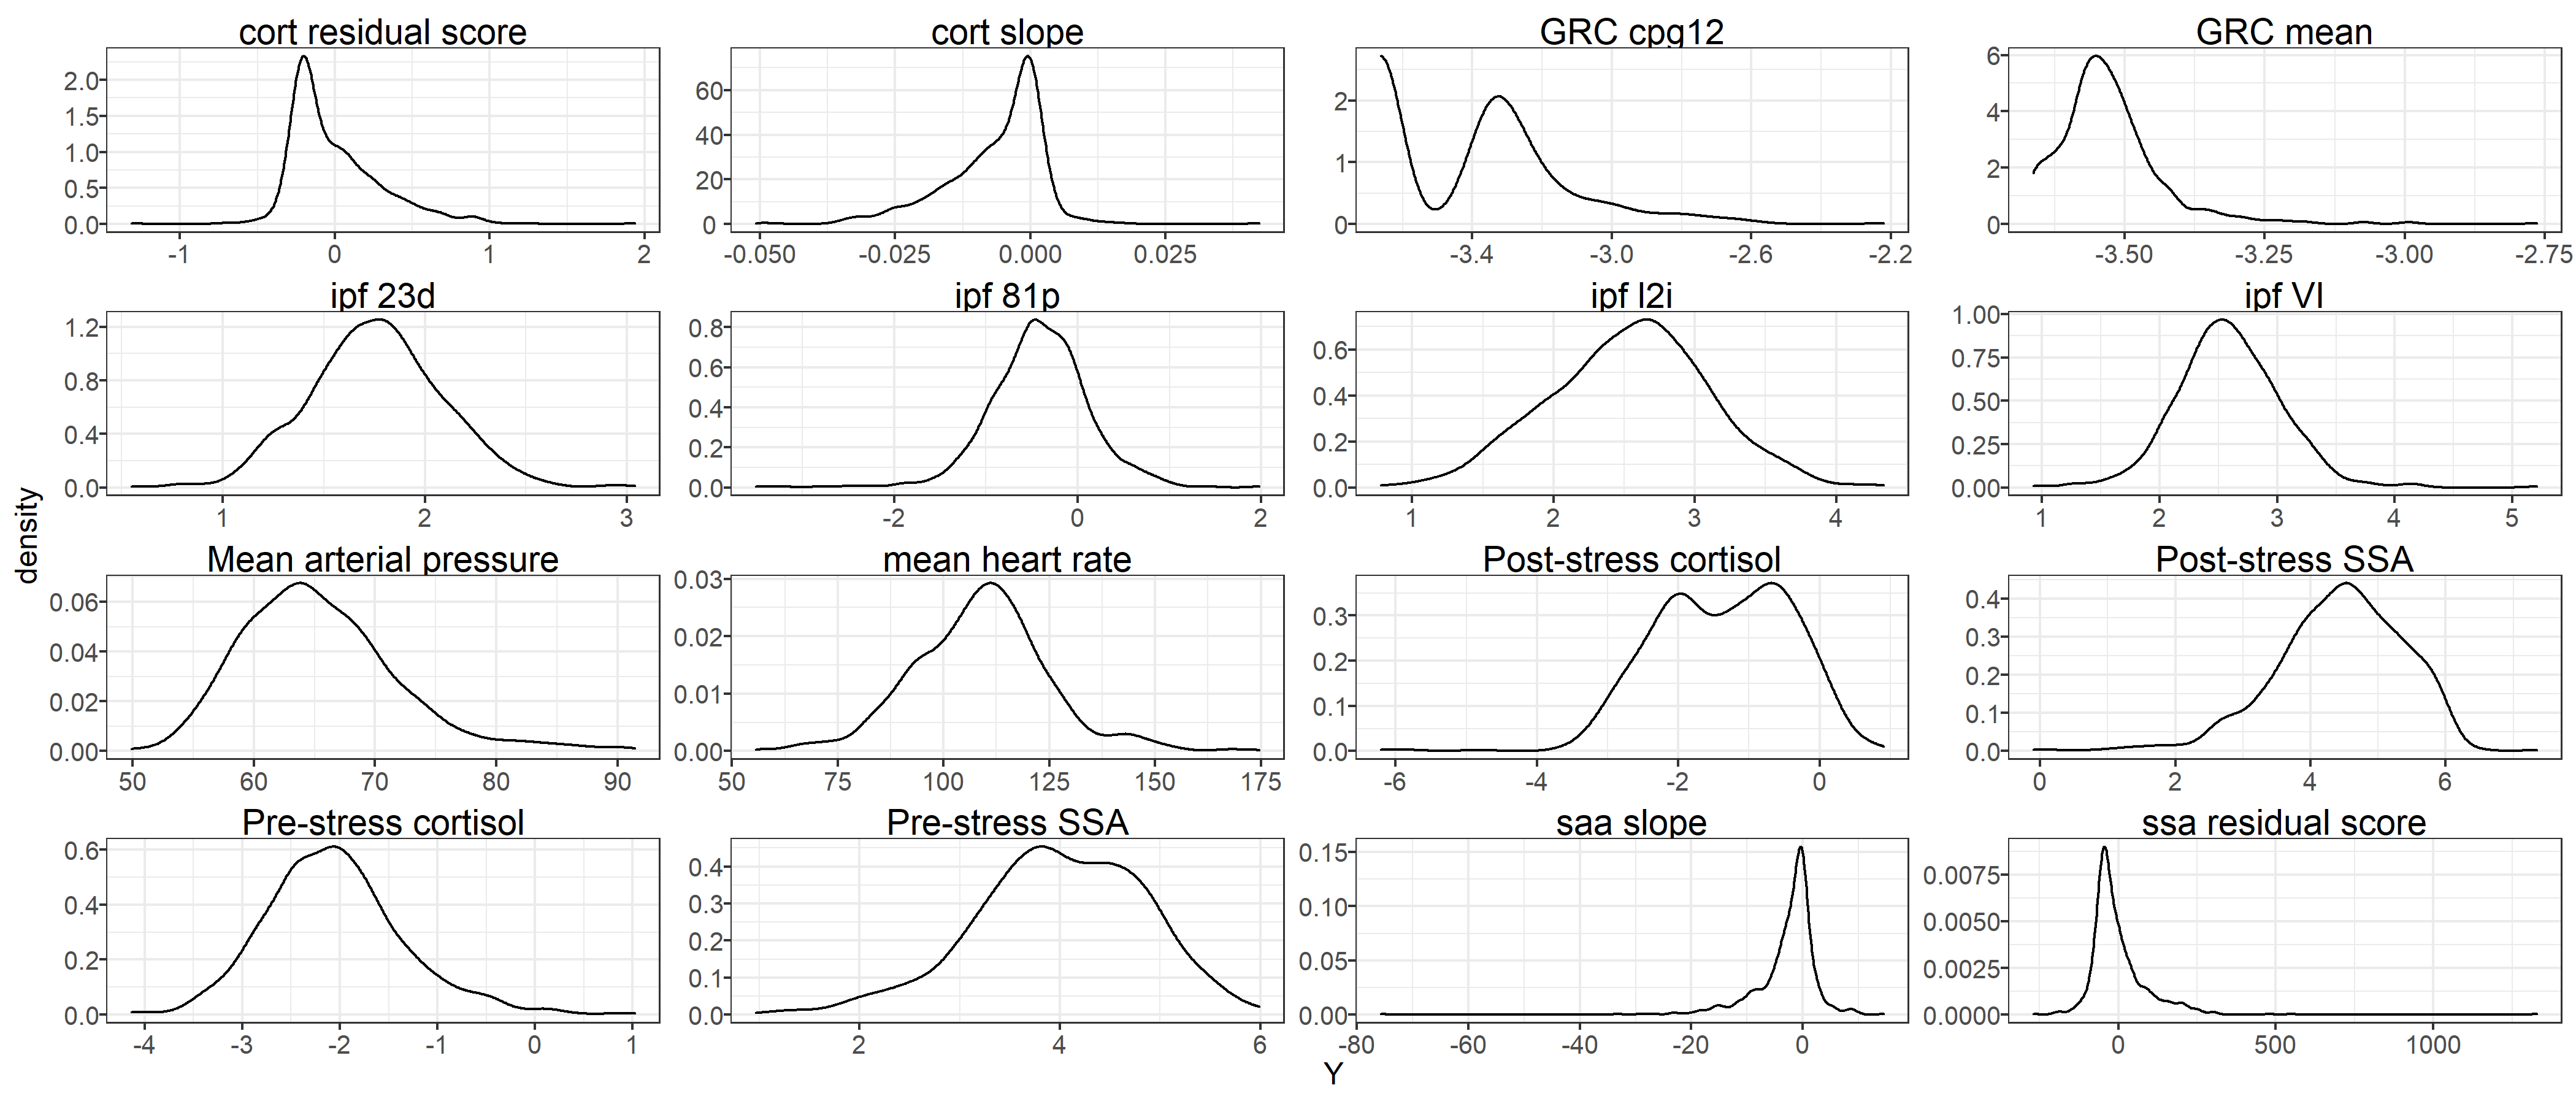 cort residual score
2.0
1.5
1.0
0.5
0.0
-1 0 1 2
cort slope
60
40
20
0
-0.050 -0.025 0.000 0.025
GRC cpg12
2
1
0
-3.4 -3.0 -2.6 -2.2
GRC mean
6
4
2
0
-3.50 -3.25 -3.00 -2.75
ipf 23d
1.2
0.8
0.4
0.0
1 2 3
ipf 81p
0.8
0.6
0.4
0.2
0.0
-2 0 2
ipf l2i
0.6
0.4
0.2
0.0
1 2 3 4
ipf VI
1.00
0.75
0.50
0.25
0.00
1 2 3 4 5
density
Mean arterial pressure
0.06
0.04
0.02
0.00
50 60 70 80 90
mean heart rate
0.03
0.02
0.01
0.00
50 75 100 125 150 175
Post-stress cortisol
0.3
0.2
0.1
0.0
-6 -4 -2 0
Post-stress SSA
0.4
0.3
0.2
0.1
0.0
0 2 4 6
Pre-stress cortisol
0.6
0.4
0.2
0.0
-4 -3 -2 -1 0 1
Pre-stress SSA
0.4
0.3
0.2
0.1
0.0
2 4 6
saa slope
0.15
0.10
0.05
0.00
-80 -60 -40 -20 0
ssa residual score
0.0075
0.0050
0.0025
0.0000
0 500 1000
Y